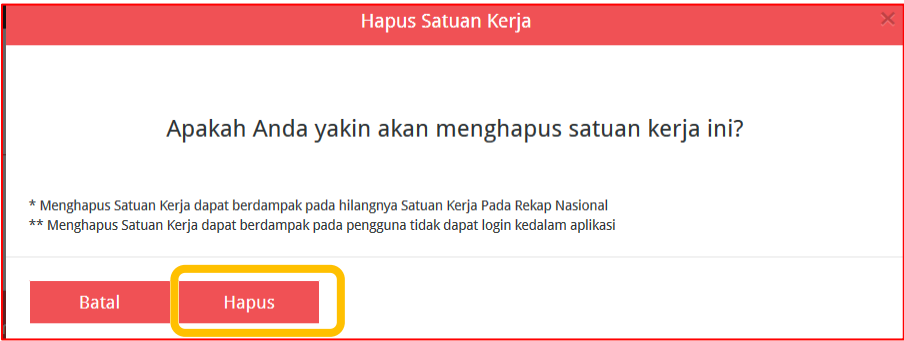 Hapus Satuan Kerja
Apakah Anda yakin akan menghapus satuan kerja ini?
* Menghapus Satuan Kerja dapat berdampak pada hilangnya Satuan Kerja Pada Rekap Nasional
** Menghapus Satuan Kerja dapat berdampak pada pengguna tidak dapat login kedalam aplikasi
Batal Hapus